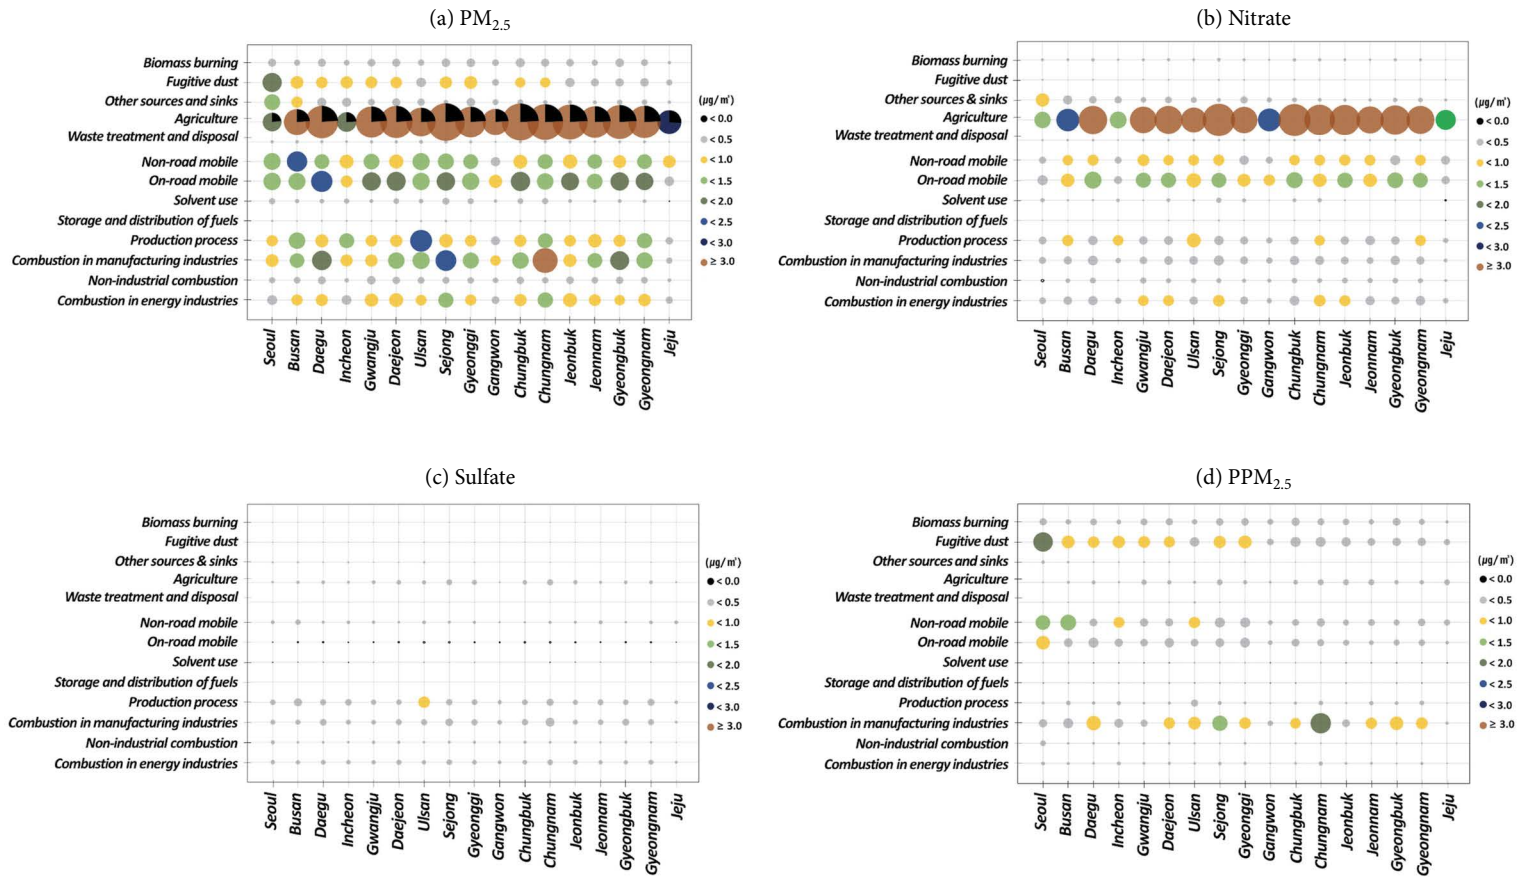 (a) PM2.5
Biomass burning
Fugitive dust
Other sources and sinks
Agriculture
Waste treatment and disposal
Non-road mobile
On-road mobile
Solvent use
Storage and distribution of fuels
Production process
Combustion in manufacturing industries
Non-industrial combustion
Combustion in energy industries
Seoul
Busan
Daegu
Incheon
Gwangju
Daejeon
Ulsan
Sejong
Gyeonggi
Gangwon
Chungbuk
Chungnam
Jeonbuk
Jeonnam
Gyeongbuk
Gyeongnam
Jeju
(μg/㎥)
< 0.0
< 0.5
< 1.0
< 1.5
< 2.0
< 2.5
< 3.0
≥ 3.0
(b) Nitrate
Biomass burning
Fugitive dust
Other sources & sinks
Agriculture
Waste treatment and disposal
Non-road mobile
On-road mobile
Solvent use
Storage and distribution of fuels
Production process
Combustion in manufacturing industries
Non-industrial combustion
Combustion in energy industries
Seoul
Busan
Daegu
Incheon
Gwangju
Daejeon
Ulsan
Sejong
Gyeonggi
Gangwon
Chungbuk
Chungnam
Jeonbuk
Jeonnam
Gyeongbuk
Gyeongnam
Jeju
(μg/㎥)
< 0.0
< 0.5
< 1.0
< 1.5
< 2.0
< 2.5
< 3.0
≥ 3.0
(c) Sulfate
Biomass burning
Fugitive dust
Other sources & sinks
Agriculture
Waste treatment and disposal
Non-road mobile
On-road mobile
Solvent use
Storage and distribution of fuels
Production process
Combustion in manufacturing industries
Non-industrial combustion
Combustion in energy industries
Seoul
Busan
Daegu
Incheon
Gwangju
Daejeon
Ulsan
Sejong
Gyeonggi
Gangwon
Chungbuk
Chungnam
Jeonbuk
Jeonnam
Gyeongbuk
Gyeongnam
Jeju
(μg/㎥)
< 0.0
< 0.5
< 1.0
< 1.5
< 2.0
< 2.5
< 3.0
≥ 3.0
(d) PPM2.5
Biomass burning
Fugitive dust
Other sources and sinks
Agriculture
Waste treatment and disposal
Non-road mobile
On-road mobile
Solvent use
Storage and distribution of fuels
Production process
Combustion in manufacturing industries
Non-industrial combustion
Combustion in energy industries
Seoul
Busan
Daegu
Incheon
Gwangju
Daejeon
Ulsan
Sejong
Gyeonggi
Gangwon
Chungbuk
Chungnam
Jeonbuk
Jeonnam
Gyeongbuk
Gyeongnam
Jeju
(μg/㎥)
< 0.0
< 0.5
< 1.0
< 1.5
< 2.0
< 2.5
< 3.0
≥ 3.0